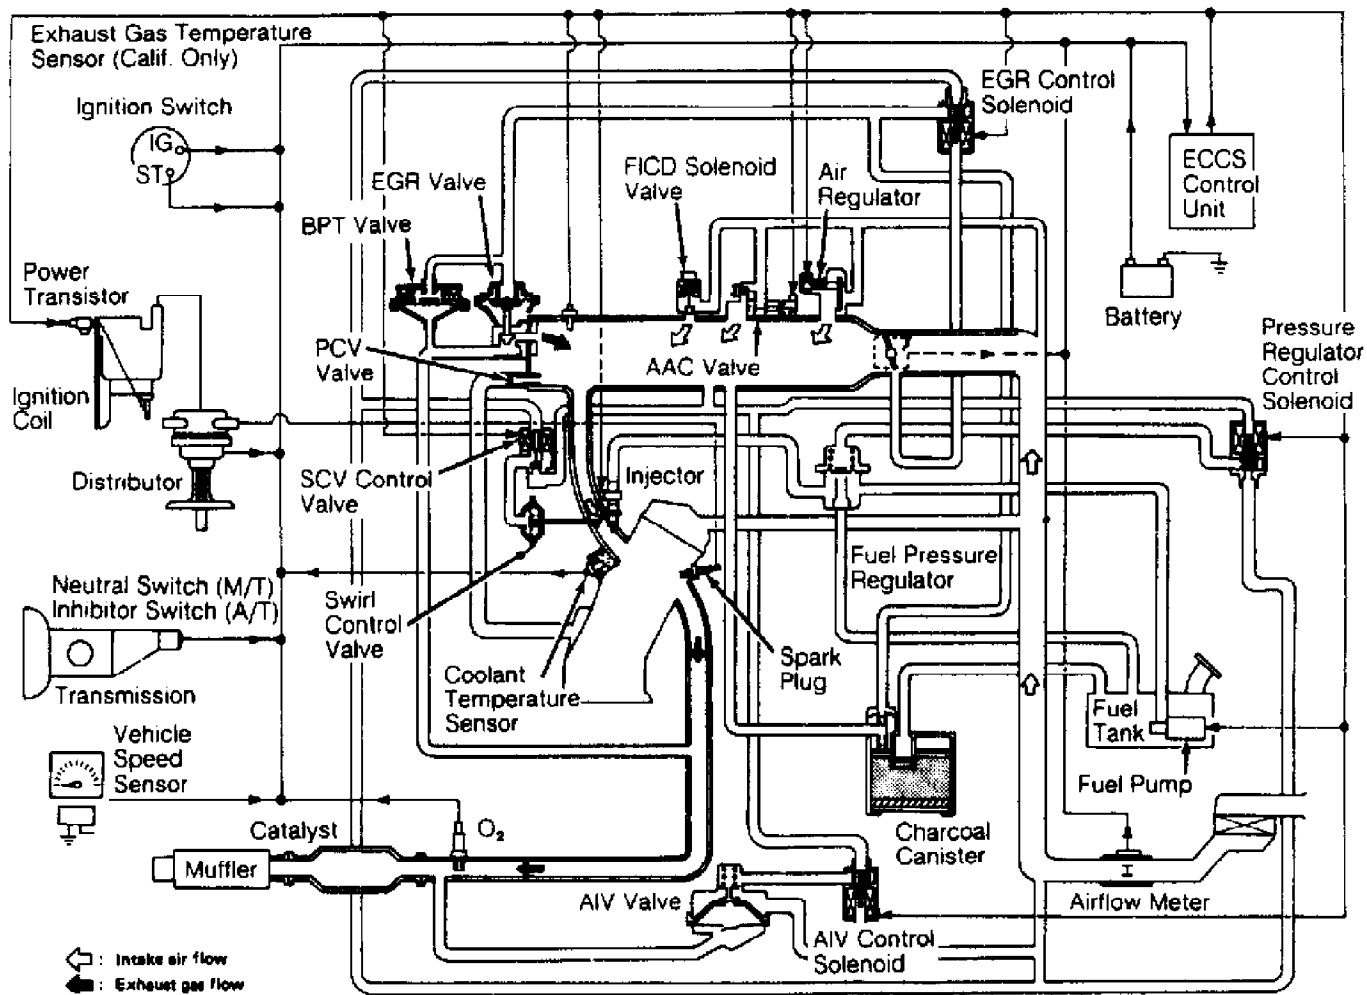 Exhaust Gas Temperature
Sensor (Calif. Only)
Ignition Switch
IG
ST
EGR Valve
BPT Valve
FICD Solenoid
Valve
Air
Regulator
EGR Control
Solenoid
ECCS
Control
Unit
Battery
Power
Transistor
Ignition
Coil
PCV
Valve
AAC Valve
Pressure
Regulator
Control
Solenoid
Distributor
SCV Control
Valve
Injector
Fuel Pressure
Regulator
Neutral Switch (M/T)
Inhibitor Switch (A/T)
Transmission
Swirl
Control
Valve
Coolant
Temperature
Sensor
Spark
Plug
Fuel
Tank
Fuel Pump
Vehicle
Speed
Sensor
Catalyst
O2
Muffler
Charcoal
Canister
Airflow Meter
I
AIV Valve
AIV Control
Solenoid
: Intake air flow
: Exhaust gas flow